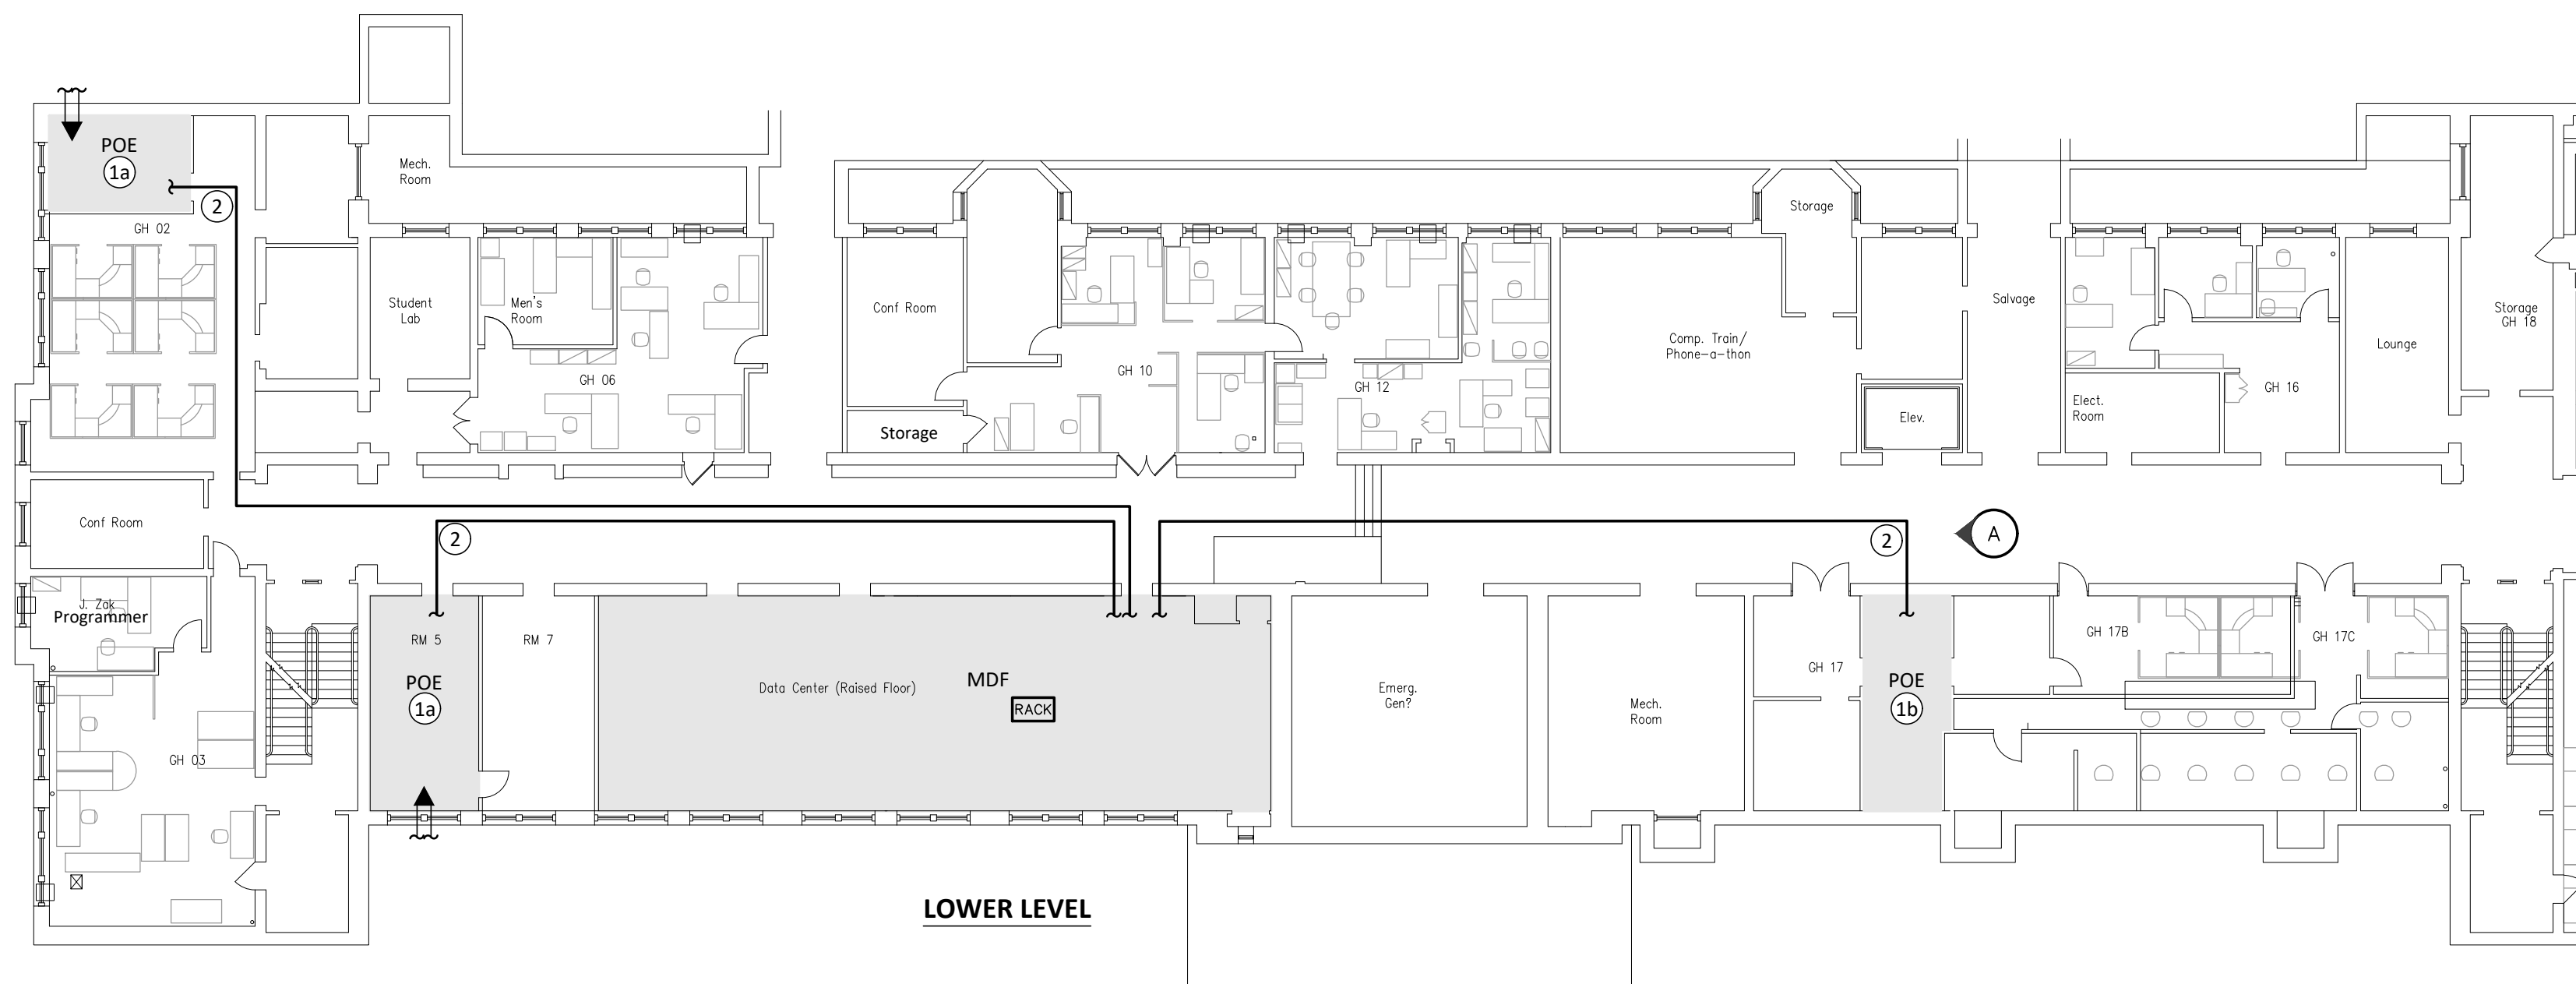 POE
1a
2
GH 02
Mech.
Room
Student
Lab
Men's
Room
GH 06
Conf Room
Storage
GH 10
GH 12
Comp. Train/
Phone-a-thon
Storage
Elev.
Salvage
Elect.
Room
GH 16
Lounge
Storage
GH 18
Conf Room
2
2
A
J. Zak
Programmer
GH 03
RM 5
POE
1a
RM 7
Data Center (Raised Floor)
MDF
RACK
Emerg.
Gen?
Mech.
Room
GH 17
POE
1b
GH 17B
GH 17C
LOWER LEVEL